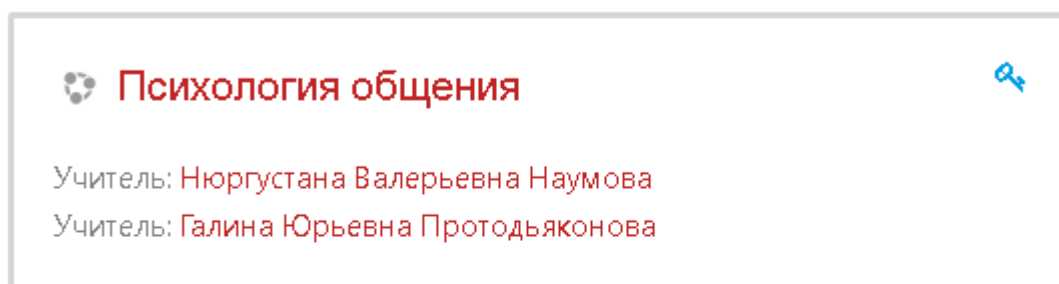 Психология общения
Учитель: Нюргустана Валерьевна Наумова
Учитель: Галина Юрьевна Протодьяконова